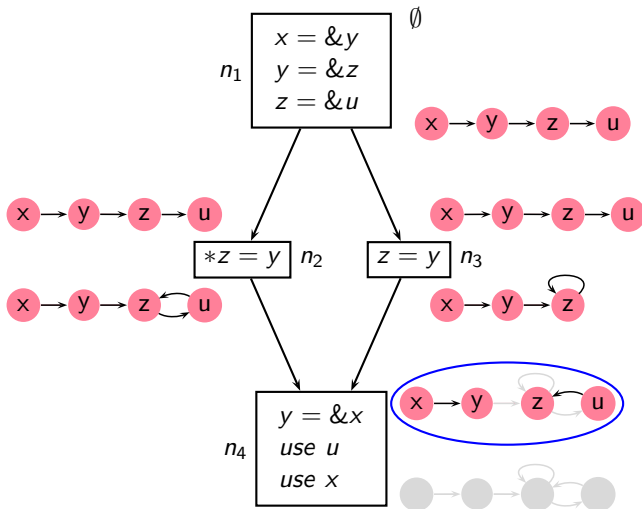 ∅
x = &y
n1 y = &z
z = &u
x y z u
x y z u
x y z u
*z = y n2
z = y n3
x y z u
x y z
x y z u
y = &x
n4 use u
use x